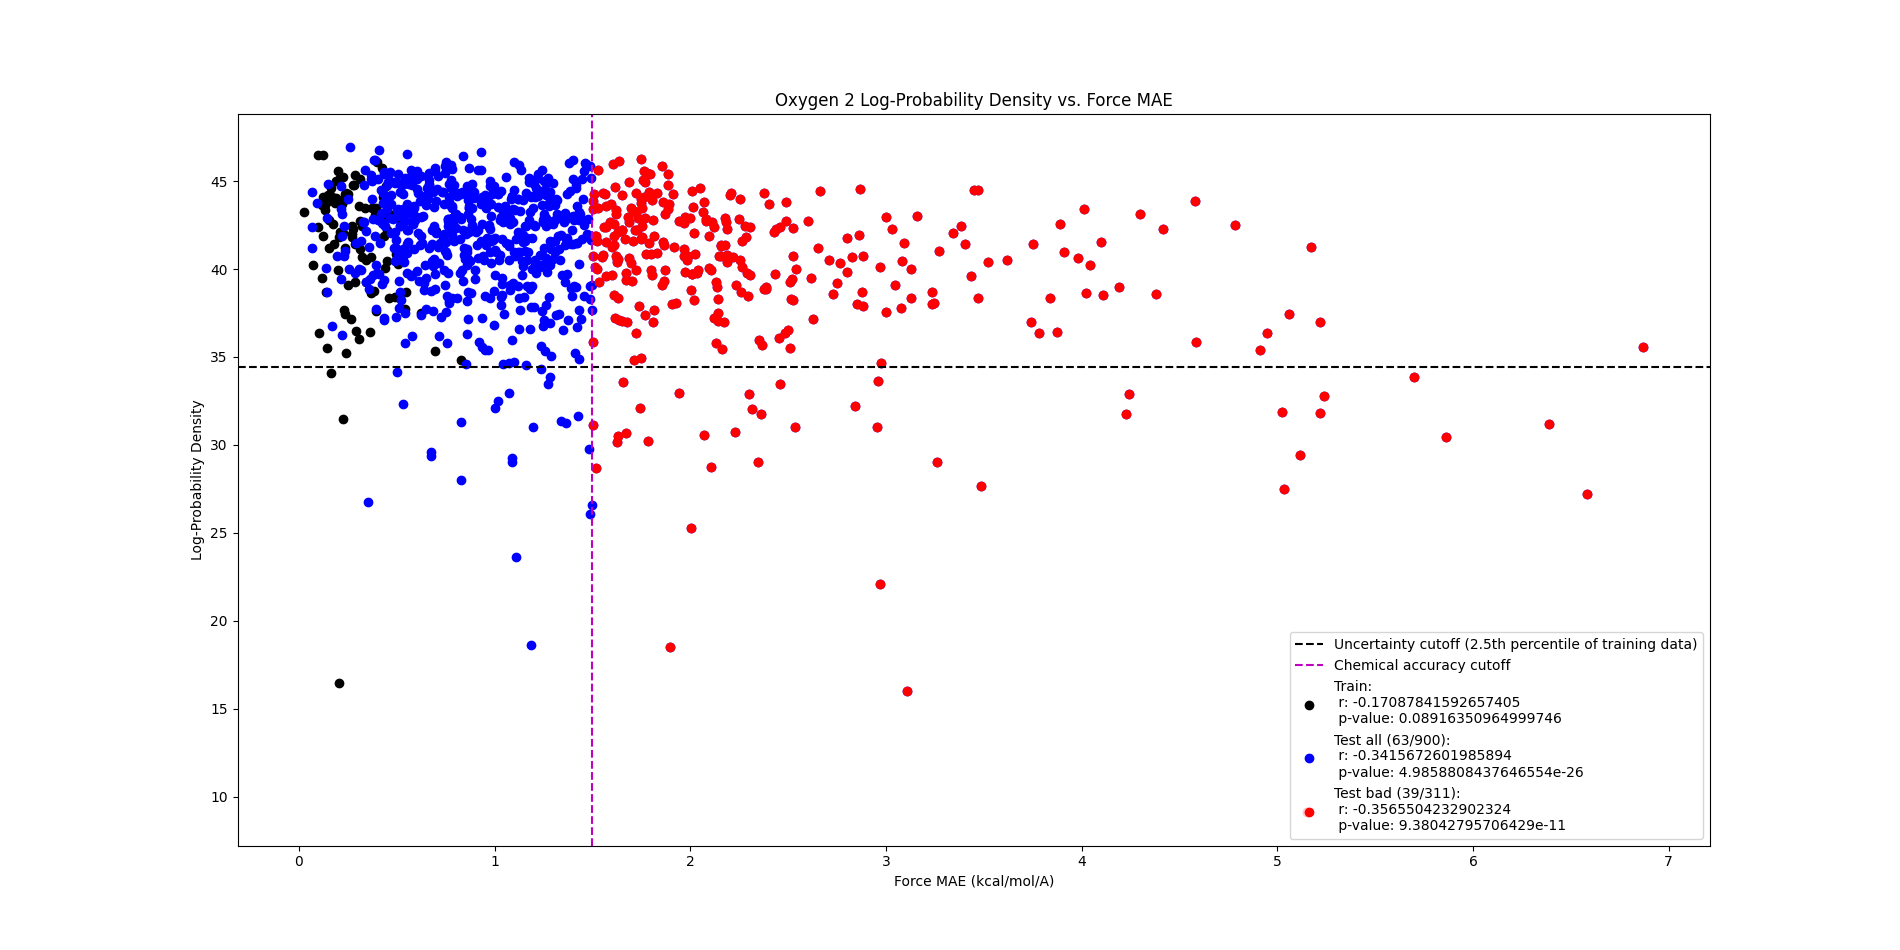 Oxygen 2 Log-Probability Density vs. Force MAE
Log-Probability Density
45
40
35
30
25
20
15
10
0 1 2 3 4 5 6 7
Force MAE (kcal/mol/A)
Uncertainty cutoff (2.5th percentile of training data)
Chemical accuracy cutoff
Train:
r: -0.17087841592657405
p-value: 0.08916350964999746
Test all (63/900):
r: -0.3415672601985894
p-value: 4.9858808437646554e-26
Test bad (39/311):
r: -0.3565504232902324
p-value: 9.38042795706429e-11